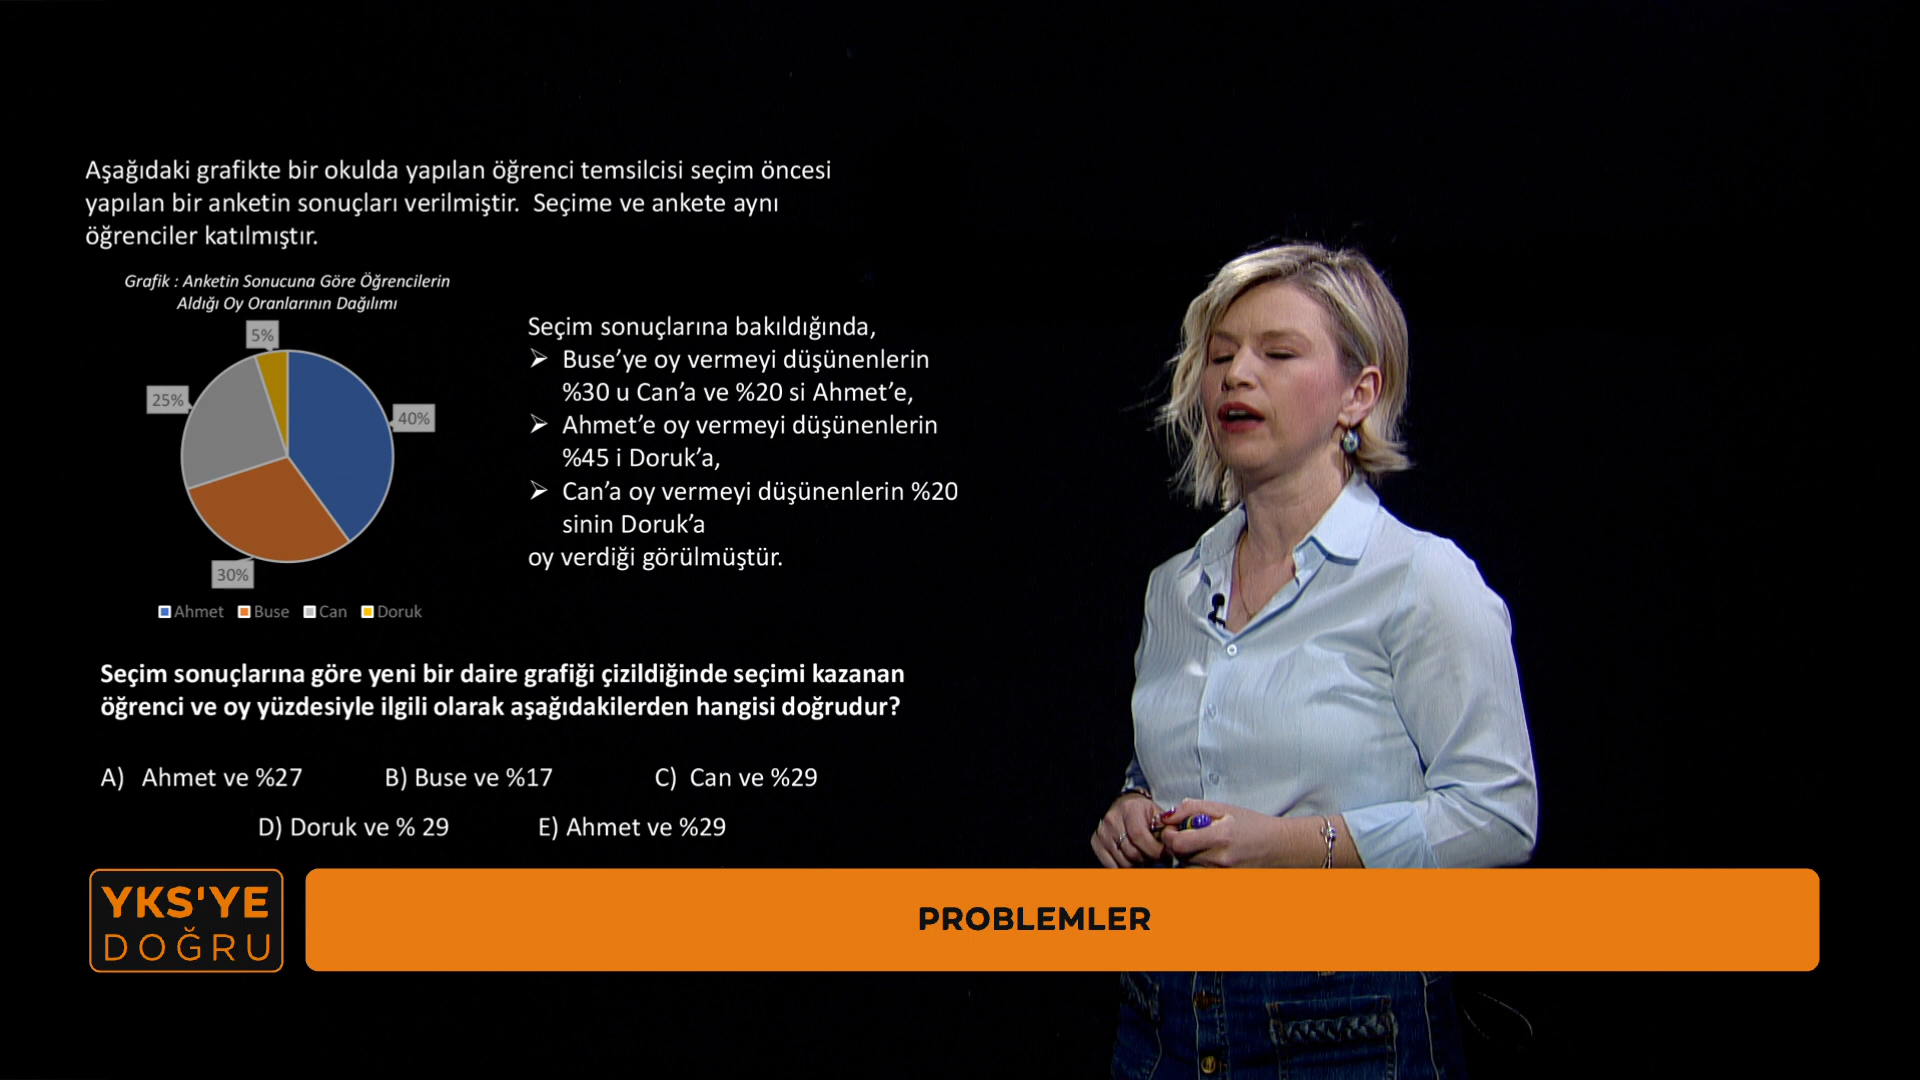 Aşağıdaki grafikte bir okulda yapılan öğrenci temsilcisi seçim öncesi
yapılan bir anketin sonuçları verilmiştir. Seçime ve ankete aynı
öğrenciler katılmıştır.
Grafik : Anketin Sonucuna Göre Öğrencilerin
Aldığı Oy Oranlarının Dağılımı
5%
25%
40%
30%
Ahmet Buse Can Doruk
Seçim sonuçlarına bakıldığında,
➢ Buse’ye oy vermeyi düşünenlerin
%30 u Can’a ve %20 si Ahmet’e,
➢ Ahmet’e oy vermeyi düşünenlerin
%45 i Doruk’a,
➢ Can’a oy vermeyi düşünenlerin %20
sinin Doruk’a
oy verdiği görülmüştür.
Seçim sonuçlarına göre yeni bir daire grafiği çizildiğinde seçimi kazanan
öğrenci ve oy yüzdesiyle ilgili olarak aşağıdakilerden hangisi doğrudur?
A) Ahmet ve %27 B) Buse ve %17 C) Can ve %29
D) Doruk ve % 29 E) Ahmet ve %29
YKS'YE
DOĞRU
PROBLEMLER